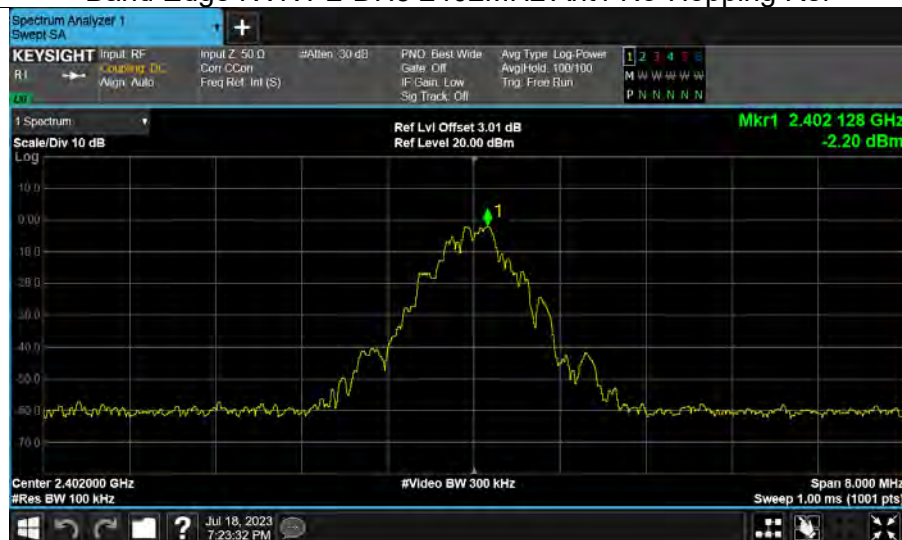 Spectrum Analyzer 1
Swept SA
+
KEYSIGHT Input: RF
Coupling: DC
Align: Auto
Input Z: 50 Ω
Corr CCorr
Freq Ref: Int (S)
#Atten: 30 dB
PNO: Best Wide
Gate: Off
IF Gain: Low
Sig Track: Off
Avg Type: Log-Power
Avg|Hold: 100/100
Trig: Free Run
1 2 3 4 5 6
M W W W W W
P N N N N N
1 Spectrum
Scale/Div 10 dB
Log
Ref Lvl Offset 3.01 dB
Ref Level 20.00 dBm
Mkr1 2.402 128 GHz
-2.20 dBm
10.0
0.00
-10.0
-20.0
-30.0
-40.0
-50.0
-60.0
-70.0
1
Center 2.402000 GHz
#Res BW 100 kHz
#Video BW 300 kHz
Span 8.000 MHz
Sweep 1.00 ms (1001 pts)
?
Jul 18, 2023
7:23:32 PM